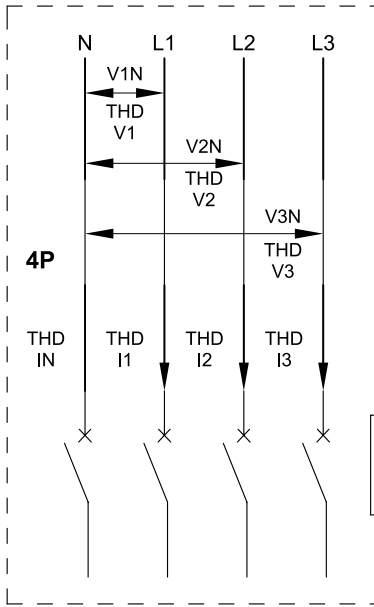 N L1 L2 L3
V1N
THD
V1
V2N
THD
V2
V3N
THD
V3
4P
THD THD THD THD
IN I1 I2 I3